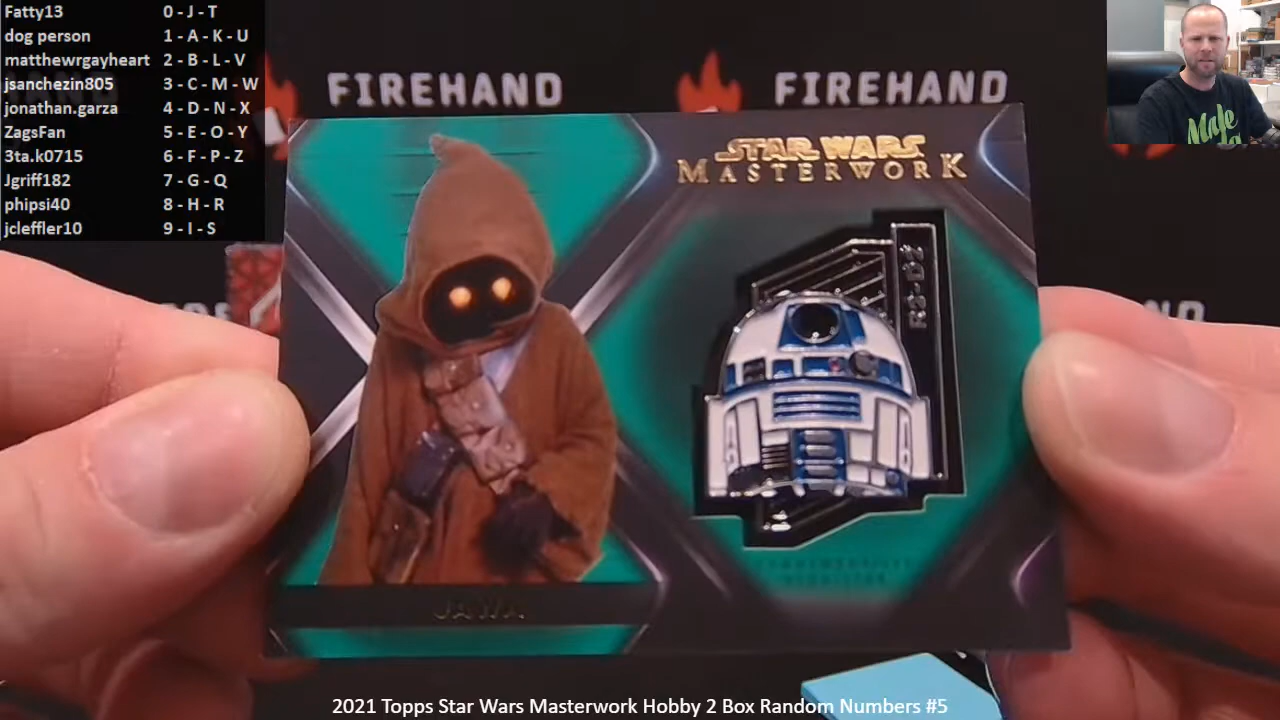 Fatty13 0 - J - T
dog person 1 - A - K - U
matthewrgayheart 2 - B - L - V
jsanchezin805 3 - C - M - W
jonathan.garza 4 - D - N - X
ZagsFan 5 - E - O - Y
3ta.k0715 6 - F - P - Z
Jgriff182 7 - G - Q
phipsi40 8 - H - R
jcleffler10 9 - I - S
FIREHAND FIREHAND
STAR WARS
MASTERWORK
R2-D2
JAWA
2021 Topps Star Wars Masterwork Hobby 2 Box Random Numbers #5